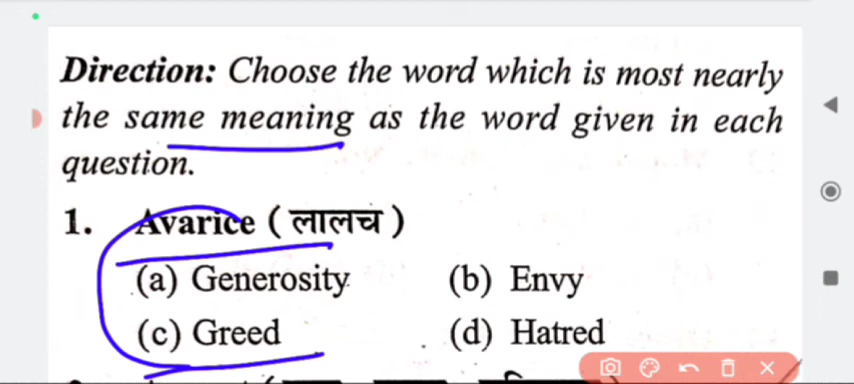 Direction: Choose the word which is most nearly
the same meaning as the word given in each
question.
1. Avarice ( लालच )
(a) Generosity (b) Envy
(c) Greed (d) Hatred